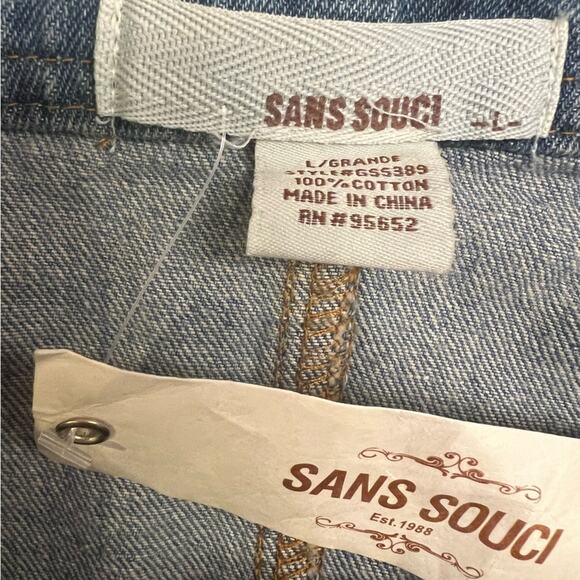 SANS SOUCI -L-
L/GRANDE
STYLE#GSS389
100%COTTON
MADE IN CHINA
RN#95652
SANS SOUCI
Est.1988